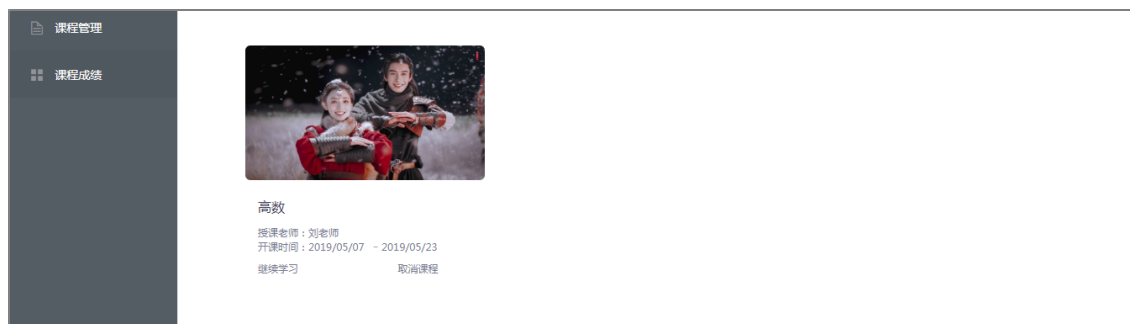 课程管理
课程成绩
高数
授课老师：刘老师
开课时间：2019/05/07 - 2019/05/23
继续学习 取消课程